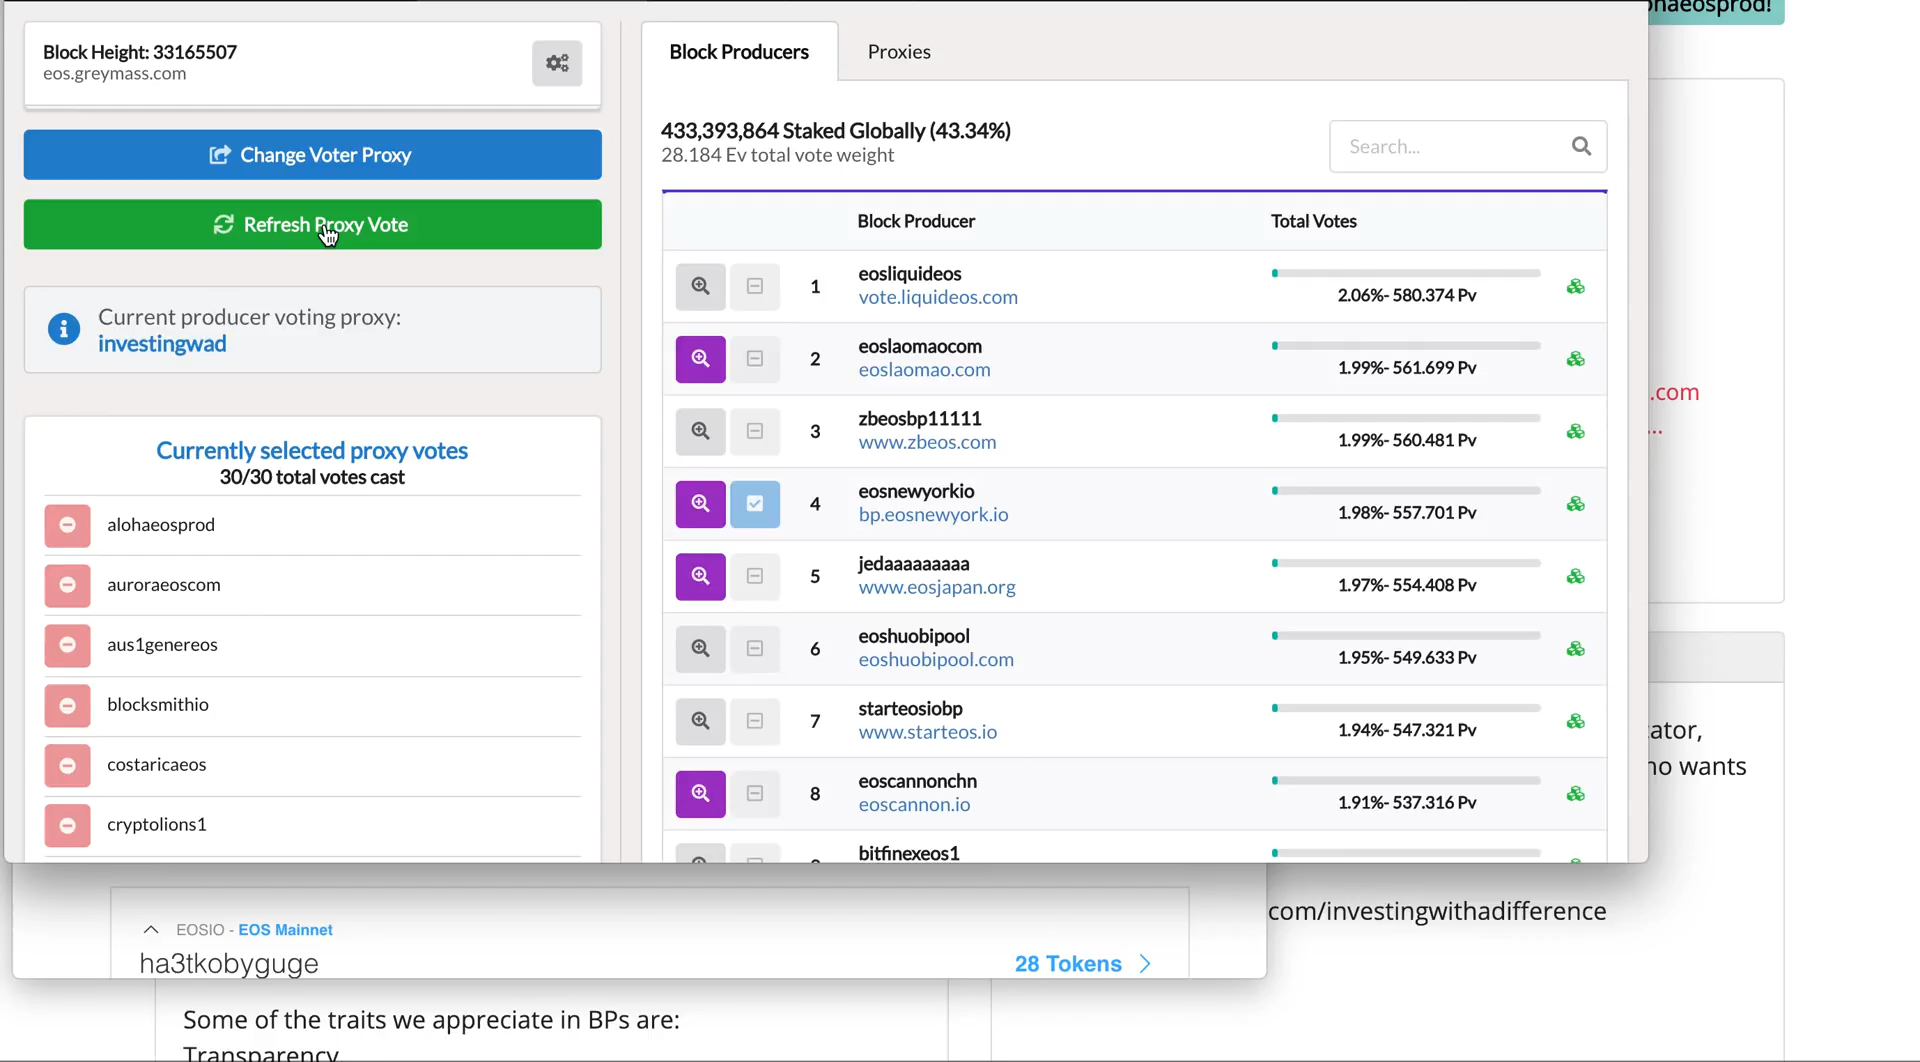 Block Height: 33165507
eos.greymass.com
Change Voter Proxy
Refresh Proxy Vote
Current producer voting proxy:
investingwad
Currently selected proxy votes
30/30 total votes cast
alohaeosprod
auroraeoscom
aus1genereos
blocksmithio
costaricaeos
cryptolions1
Block Producers
Proxies
433,393,864 Staked Globally (43.34%)
28.184 Ev total vote weight
Search...
Block Producer
Total Votes
1
eosliquideos
vote.liquideos.com
2.06%- 580.374 Pv
2
eoslaomaocom
eoslaomao.com
1.99%- 561.699 Pv
3
zbeosbp11111
www.zbeos.com
1.99%- 560.481 Pv
4
eosnewyorkio
bp.eosnewyork.io
1.98%- 557.701 Pv
5
jedaaaaaaaaa
www.eosjapan.org
1.97%- 554.408 Pv
6
eoshuobipool
eoshuobipool.com
1.95%- 549.633 Pv
7
starteosiobp
www.starteos.io
1.94%- 547.321 Pv
8
eoscannonchn
eoscannon.io
1.91%- 537.316 Pv
bitfinexeos1
haeosprod!
.com
...
ator,
no wants
com/investingwithadifference
EOSIO - EOS Mainnet
ha3tkobyguge
28 Tokens
Some of the traits we appreciate in BPs are:
Transparency